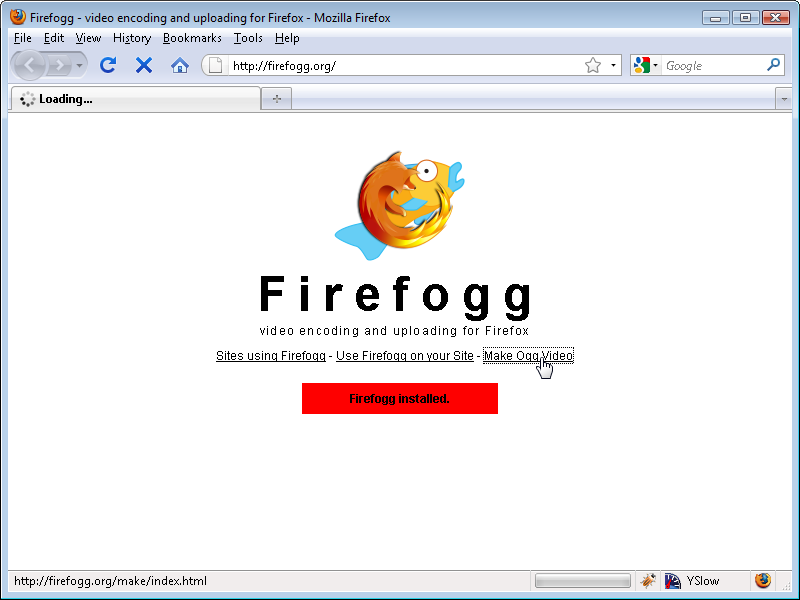 Firefogg - video encoding and uploading for Firefox - Mozilla Firefox
File Edit View History Bookmarks Tools Help
http://firefogg.org/ Google
Loading...
Firefogg
video encoding and uploading for Firefox
Sites using Firefogg - Use Firefogg on your Site - Make Ogg Video
Firefogg installed.
http://firefogg.org/make/index.html YSlow